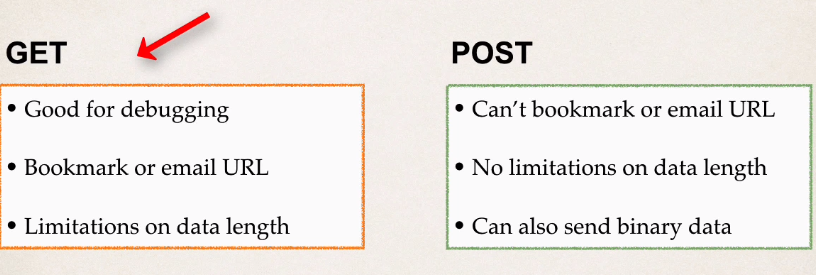 GET
• Good for debugging
• Bookmark or email URL
• Limitations on data length
POST
• Can’t bookmark or email URL
• No limitations on data length
• Can also send binary data